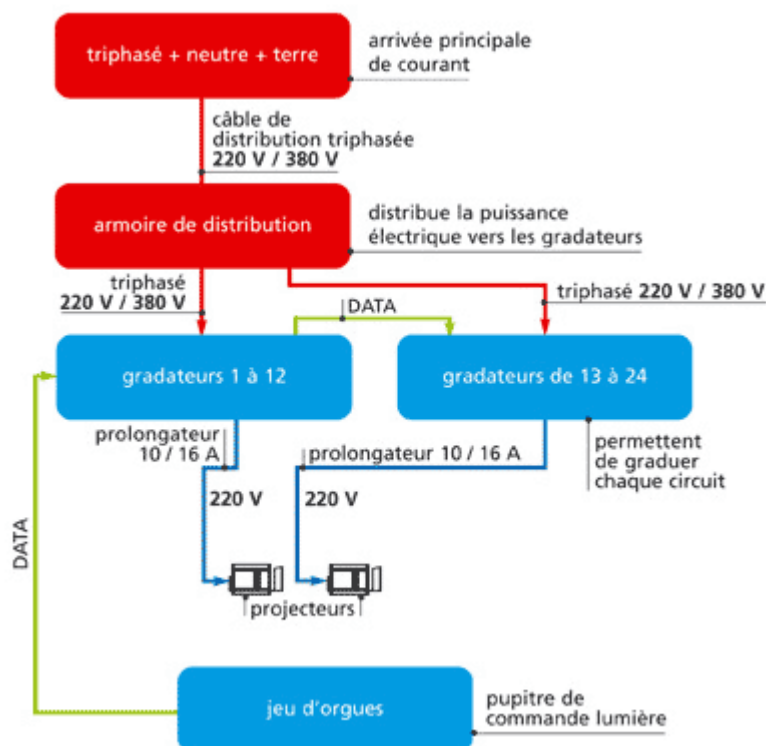 triphasé + neutre + terre
arrivée principale
de courant
câble de
distribution triphasée
220 V / 380 V
armoire de distribution
distribue la puissance
électrique vers les gradateurs
triphasé
220 V / 380 V
DATA
triphasé 220 V / 380 V
gradateurs 1 à 12
gradateurs de 13 à 24
prolongateur
10 / 16 A
prolongateur 10 / 16 A
permettent
de graduer
chaque circuit
220 V
220 V
DATA
projecteurs
jeu d'orgues
pupitre de
commande lumière